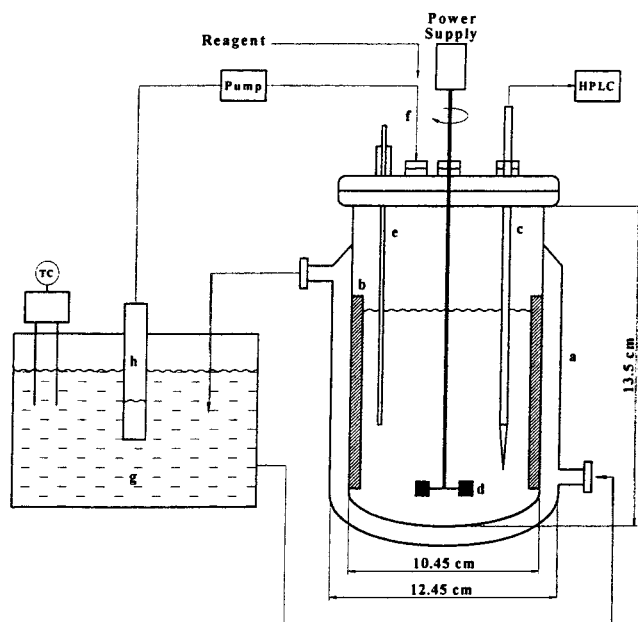 Power
Supply
Reagent
Pump
HPLC
f
TC
e
c
b
h
a
13.5 cm
g
d
10.45 cm
12.45 cm